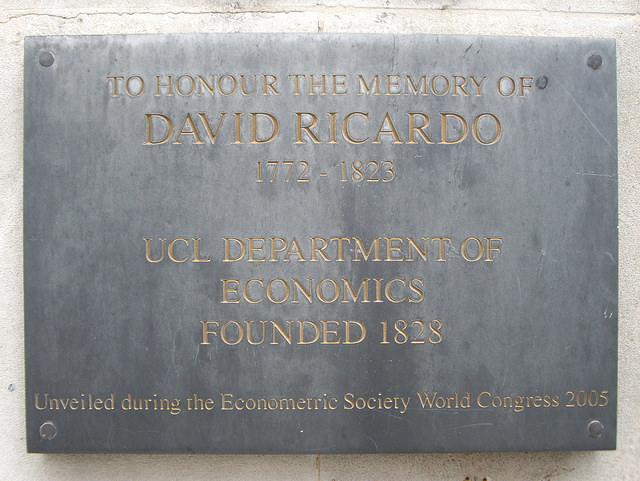 TO HONOUR THE MEMORY OF
DAVID RICARDO
1772 - 1823
UCL DEPARTMENT OF
ECONOMICS
FOUNDED 1828
Unveiled during the Econometric Society World Congress 2005